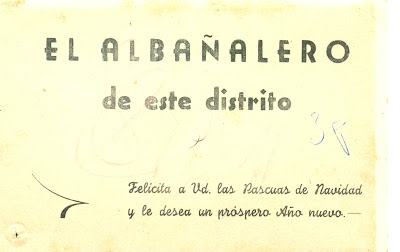 EL ALBAÑALERO
de este distrito
Felicita a Vd. las Pascuas de Navidad
y le desea un próspero Año nuevo.—